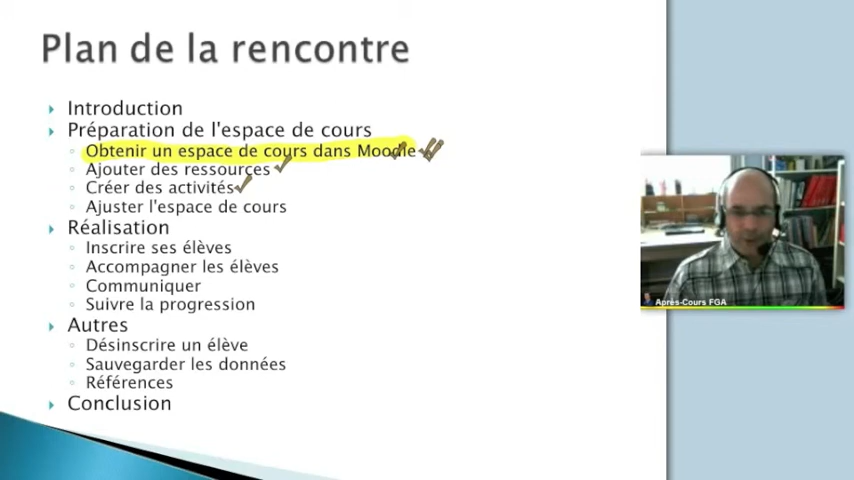 Plan de la rencontre
Introduction
Préparation de l'espace de cours
Obtenir un espace de cours dans Moodle
Ajouter des ressources
Créer des activités
Ajuster l'espace de cours
Réalisation
Inscrire ses élèves
Accompagner les élèves
Communiquer
Suivre la progression
Autres
Désinscrire un élève
Sauvegarder les données
Références
Conclusion
Après-Cours FGA